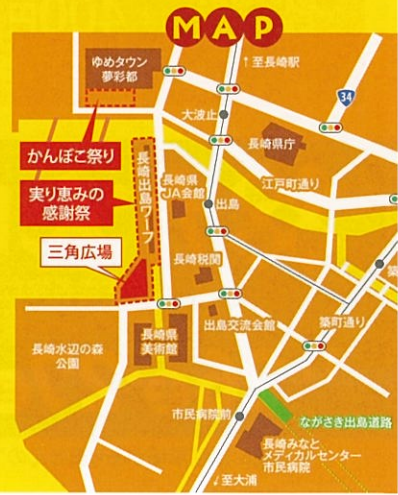 MAP
ゆめタウン
夢彩都
↑至長崎駅
34
大波止
長崎県庁
かんぼこ祭り
実り恵みの
感謝祭
長崎出島ワーフ
長崎県
JA会館
江戸町通り
出島
三角広場
長崎税関
築
出島交流会館
築町通り
長崎県
美術館
長崎水辺の森
公園
市民病院前
ながさき出島道路
長崎みなと
メディカルセンター
市民病院
↓至大浦